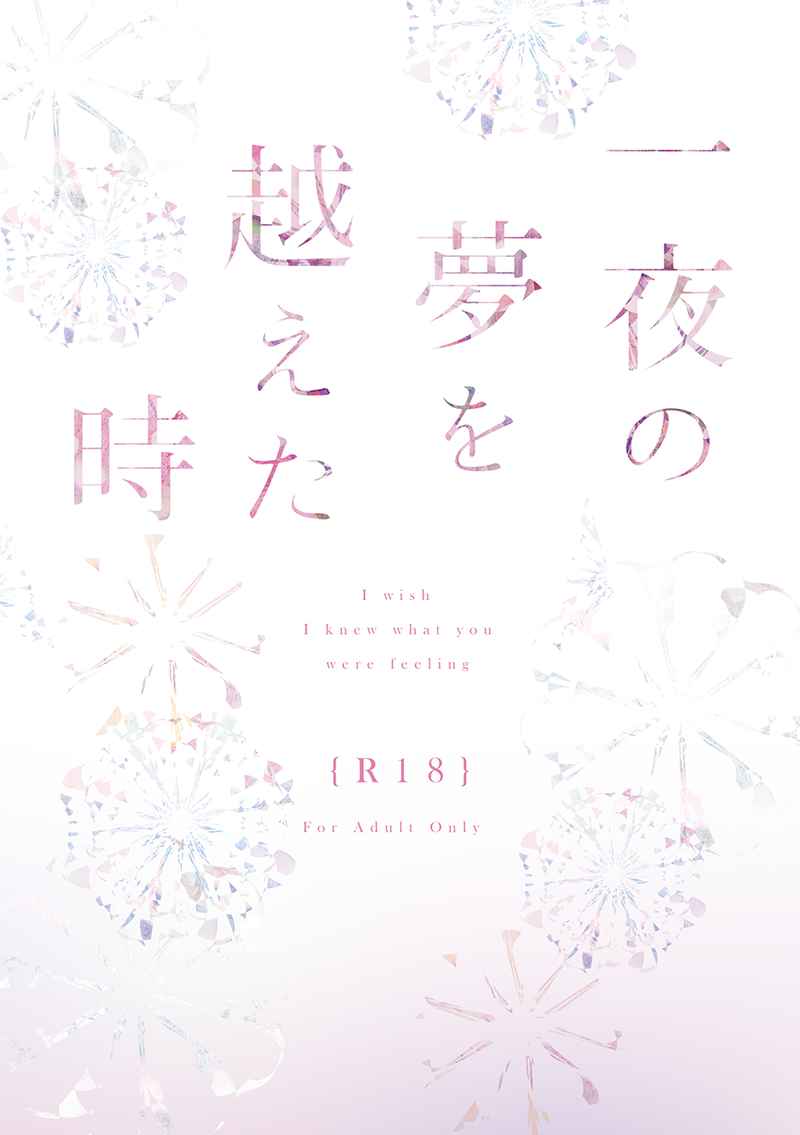 一夜の
夢を
越えた
時
I wish
I knew what you
were feeling
{R18}
For Adult Only